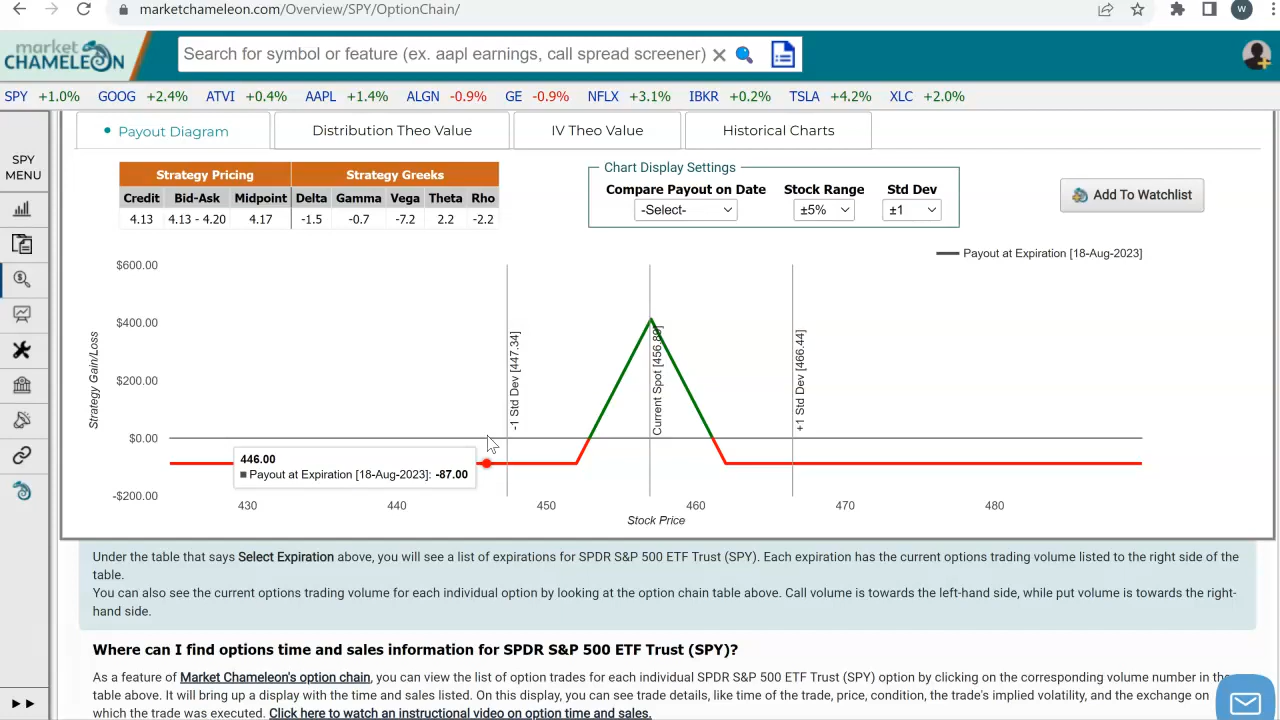 marketchameleon.com/Overview/SPY/OptionChain/
W
market
CHAMELEON
Search for symbol or feature (ex. aapl earnings, call spread screener)
SPY +1.0% GOOG +2.4% ATVI +0.4% AAPL +1.4% ALGN -0.9% GE -0.9% NFLX +3.1% IBKR +0.2% TSLA +4.2% XLC +2.0%
SPY
MENU
Payout Diagram
Distribution Theo Value
IV Theo Value
Historical Charts
Strategy Pricing Strategy Greeks
Credit Bid-Ask Midpoint Delta Gamma Vega Theta Rho
4.13 4.13 - 4.20 4.17 -1.5 -0.7 -7.2 2.2 -2.2
Chart Display Settings
Compare Payout on Date Stock Range Std Dev
-Select- ±5% ±1
Add To Watchlist
Payout at Expiration [18-Aug-2023]
$600.00
$400.00
$200.00
$0.00
-$200.00
Strategy Gain/Loss
-1 Std Dev [447.34]
Current Spot [456.89]
+1 Std Dev [466.44]
446.00
Payout at Expiration [18-Aug-2023]: -87.00
430 440 450 460 470 480
Stock Price
Under the table that says Select Expiration above, you will see a list of expirations for SPDR S&P 500 ETF Trust (SPY). Each expiration has the current options trading volume listed to the right side of the
table.
You can also see the current options trading volume for each individual option by looking at the option chain table above. Call volume is towards the left-hand side, while put volume is towards the right-
hand side.
Where can I find options time and sales information for SPDR S&P 500 ETF Trust (SPY)?
As a feature of Market Chameleon's option chain, you can view the list of option trades for each individual SPDR S&P 500 ETF Trust (SPY) option by clicking on the corresponding volume number in the
table above. It will bring up a display with the time and sales listed. On this display, you can see trade details, like time of the trade, price, condition, the trade's implied volatility, and the exchange on
which the trade was executed. Click here to watch an instructional video on option time and sales.